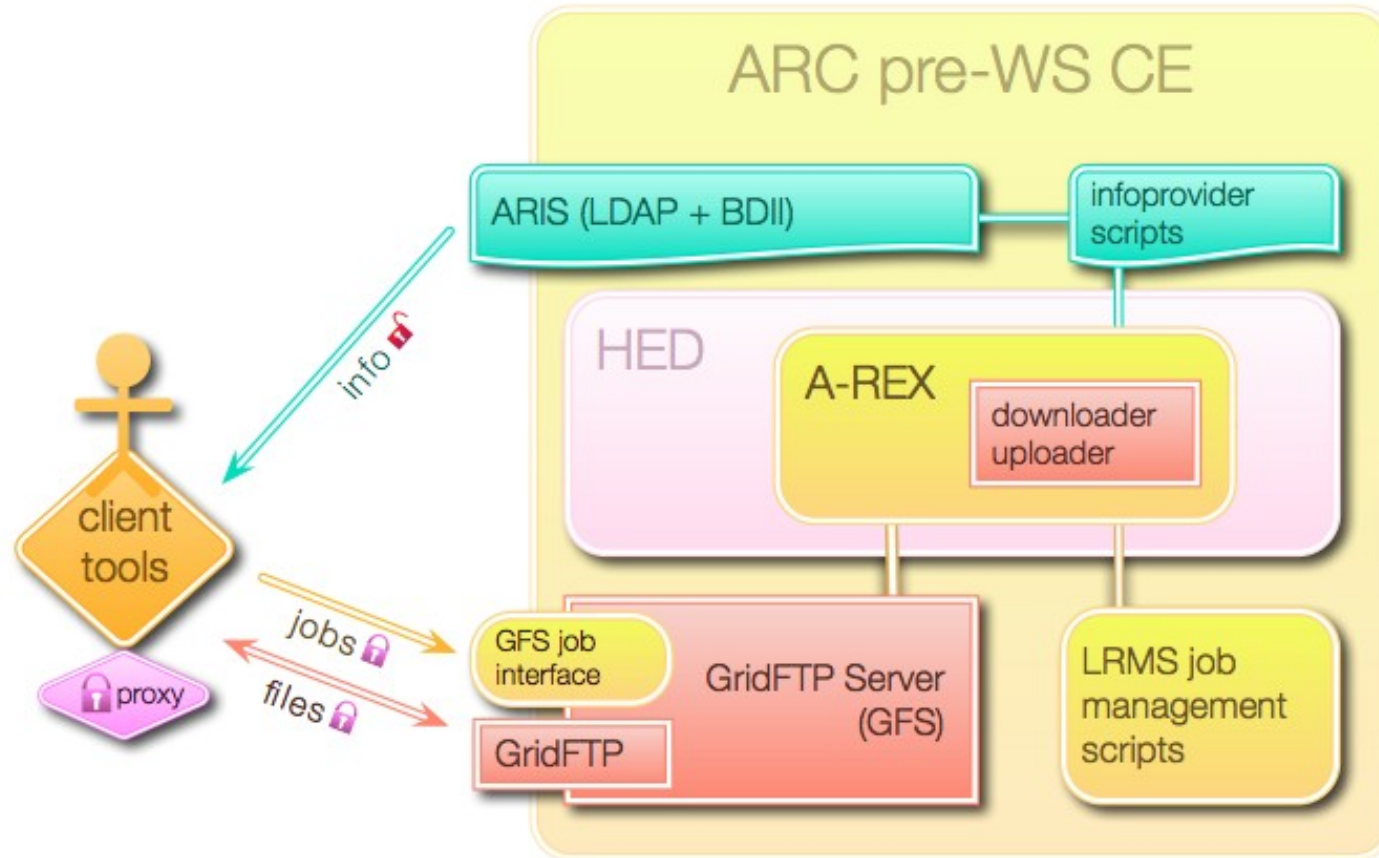 ARC pre-WS CE
ARIS (LDAP + BDII)
infoprovider
scripts
info
HED
A-REX
downloader
uploader
client
tools
jobs
files
proxy
GFS job
interface
GridFTP
GridFTP Server
(GFS)
LRMS job
management
scripts